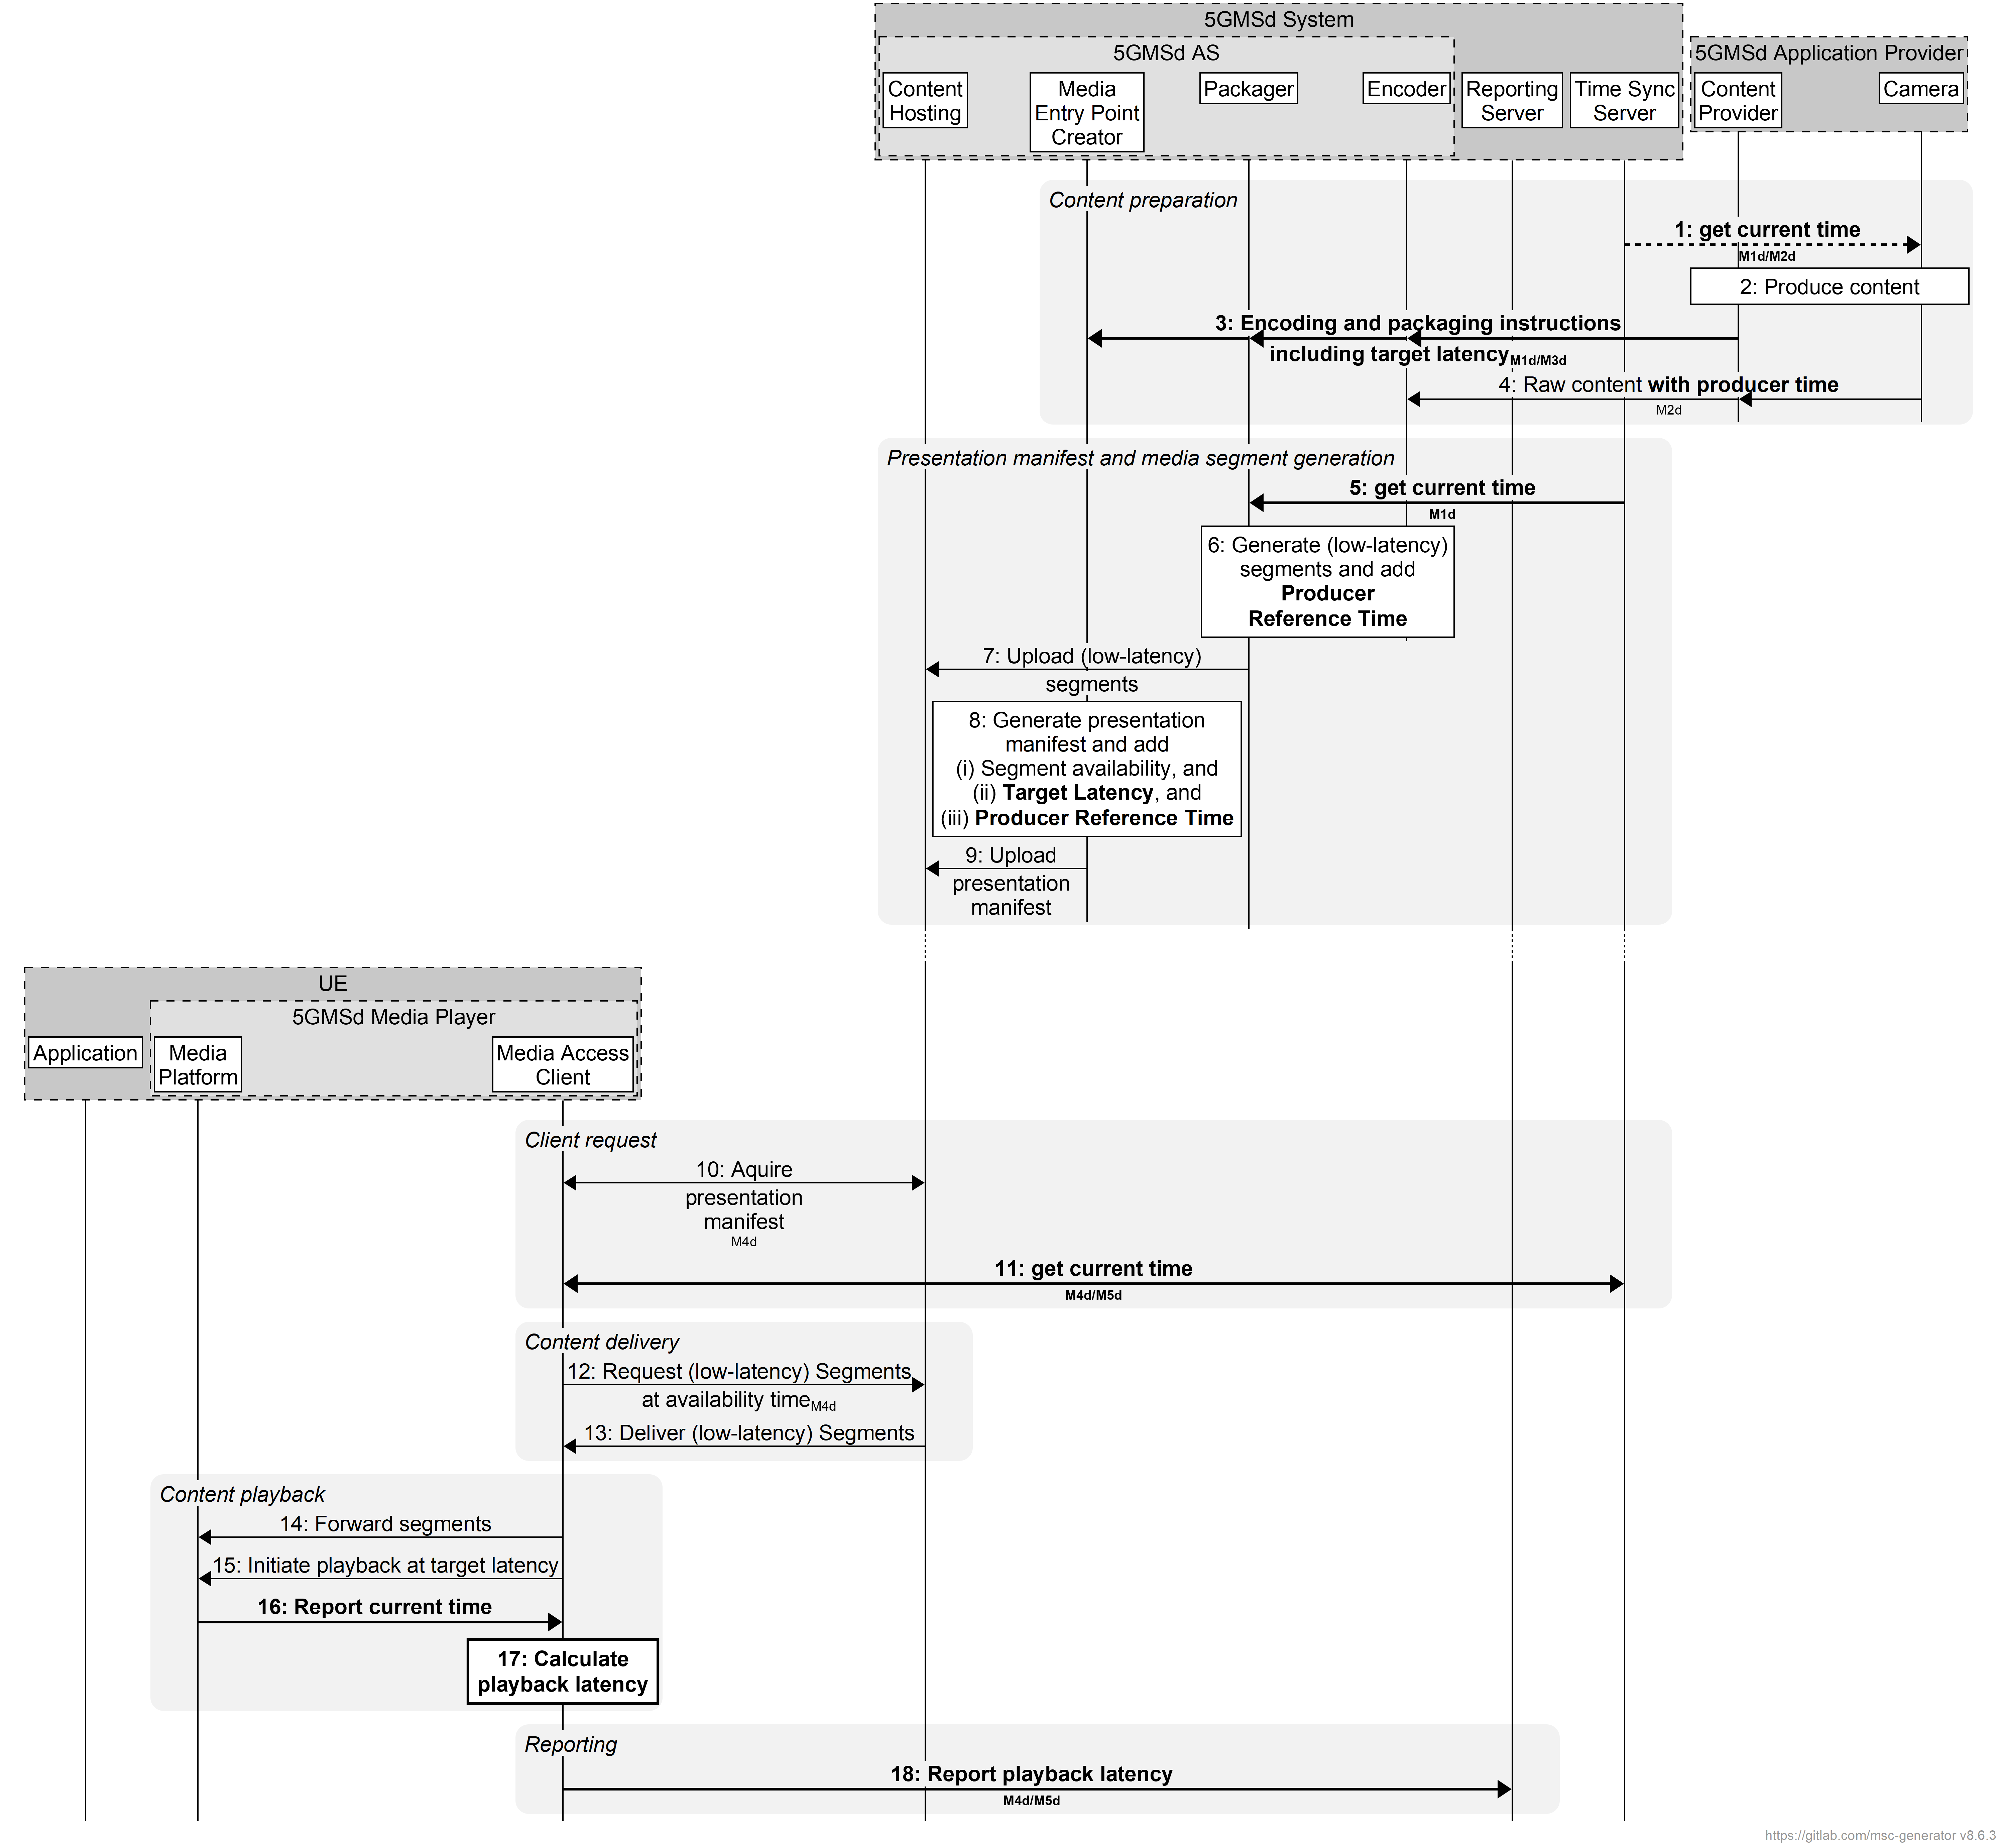 5GMSd System
5GMSd AS
5GMSd Application Provider
Content
Hosting
Media
Entry Point
Creator
Packager
Encoder
Reporting
Server
Time Sync
Server
Content
Provider
Camera
Content preparation
1: get current time
M1d/M2d
2: Produce content
3: Encoding and packaging instructions
including target latencyM1d/M3d
4: Raw content with producer time
M2d
Presentation manifest and media segment generation
5: get current time
M1d
6: Generate (low-latency)
segments and add
Producer
Reference Time
7: Upload (low-latency)
segments
8: Generate presentation
manifest and add
(i) Segment availability, and
(ii) Target Latency, and
(iii) Producer Reference Time
9: Upload
presentation
manifest
UE
5GMSd Media Player
Application
Media
Platform
Media Access
Client
Client request
10: Aquire
presentation
manifest
M4d
11: get current time
M4d/M5d
Content delivery
12: Request (low-latency) Segments
at availability timeM4d
13: Deliver (low-latency) Segments
Content playback
14: Forward segments
15: Initiate playback at target latency
16: Report current time
17: Calculate
playback latency
Reporting
18: Report playback latency
M4d/M5d
https://gitlab.com/msc-generator v8.6.3